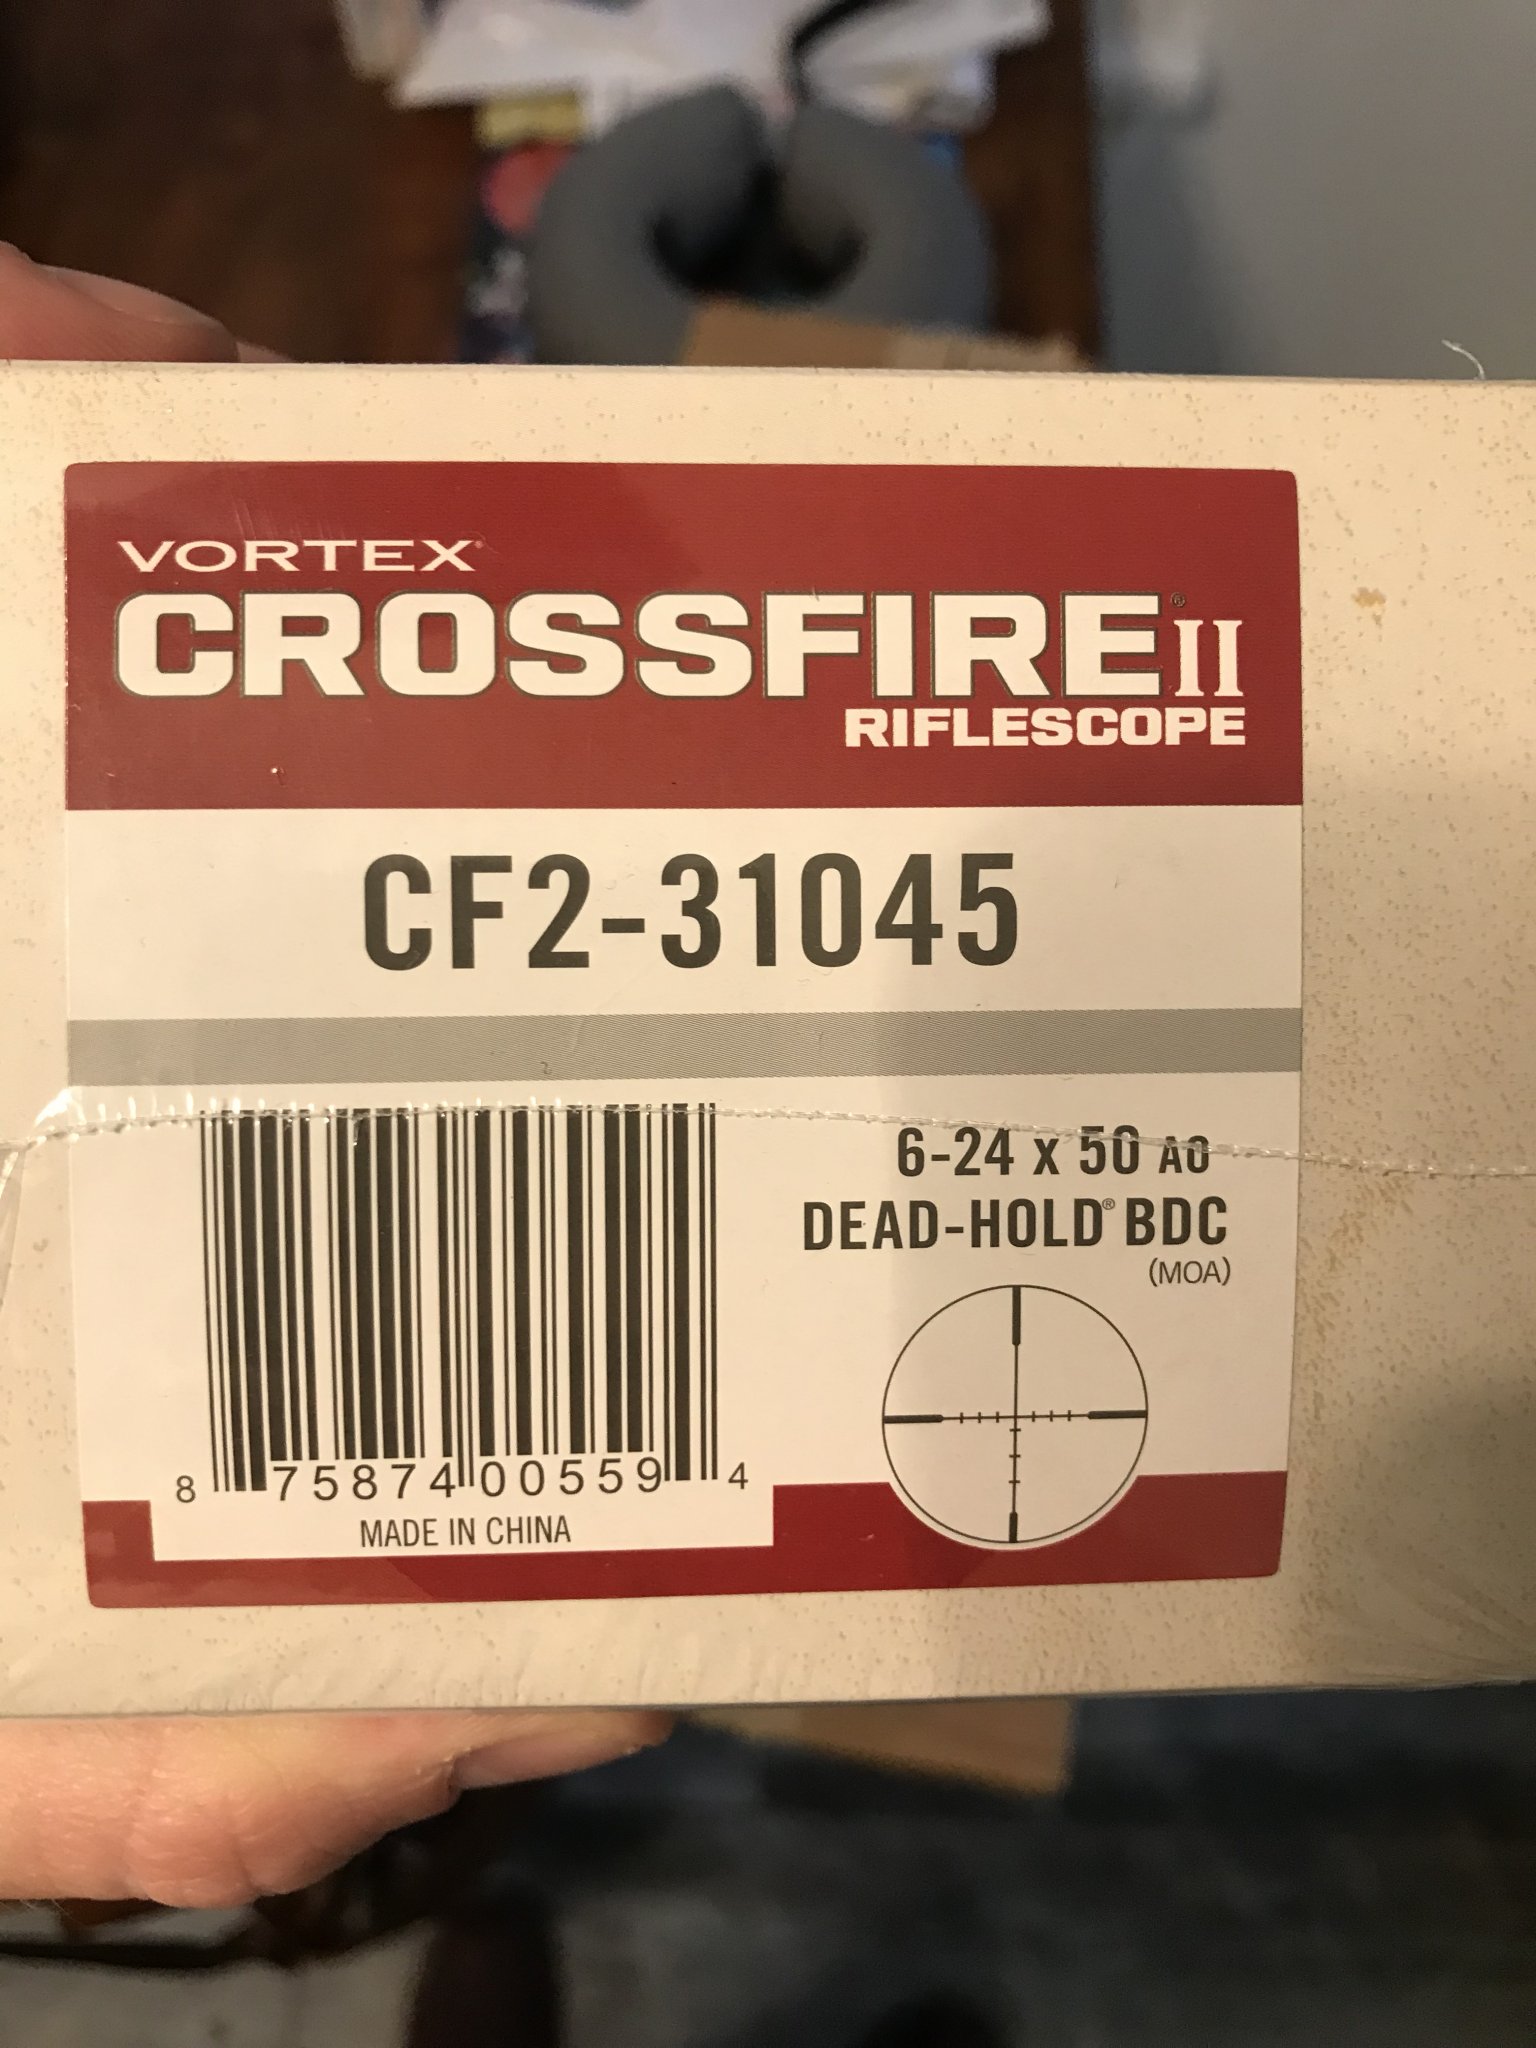 VORTEX®
CROSSFIRE® II
RIFLESCOPE
CF2-31045
6-24 x 50 AO
DEAD-HOLD® BDC
(MOA)
8 75874 00559 4
MADE IN CHINA